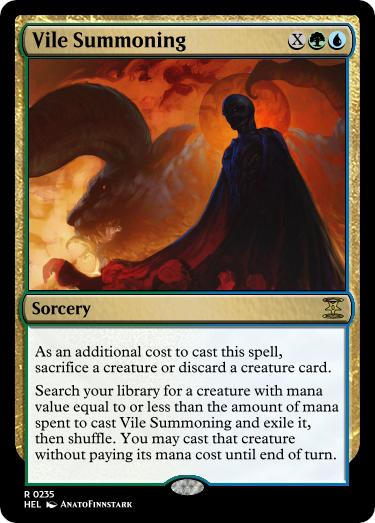 Vile Summoning X
Sorcery
As an additional cost to cast this spell,
sacrifice a creature or discard a creature card.
Search your library for a creature with mana
value equal to or less than the amount of mana
spent to cast Vile Summoning and exile it,
then shuffle. You may cast that creature
without paying its mana cost until end of turn.
R 0235
HEL AnatoFinnstark